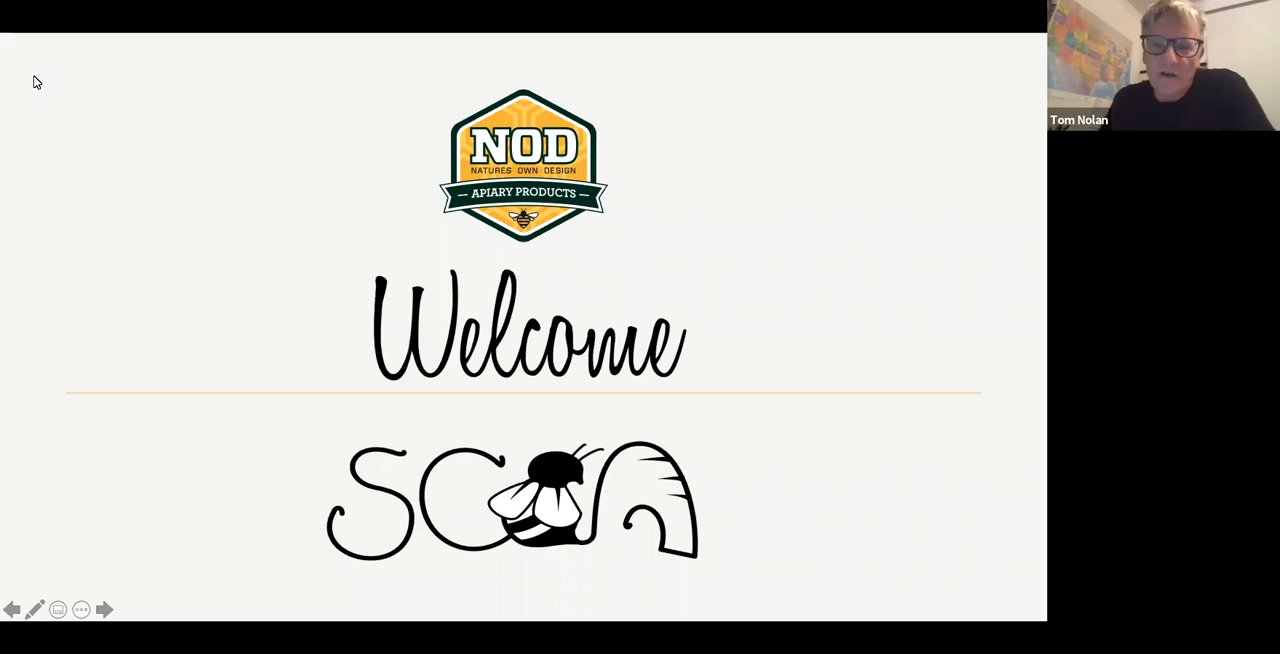 NOD
NATURES OWN DESIGN
— APIARY PRODUCTS —
Welcome
SC
Tom Nolan